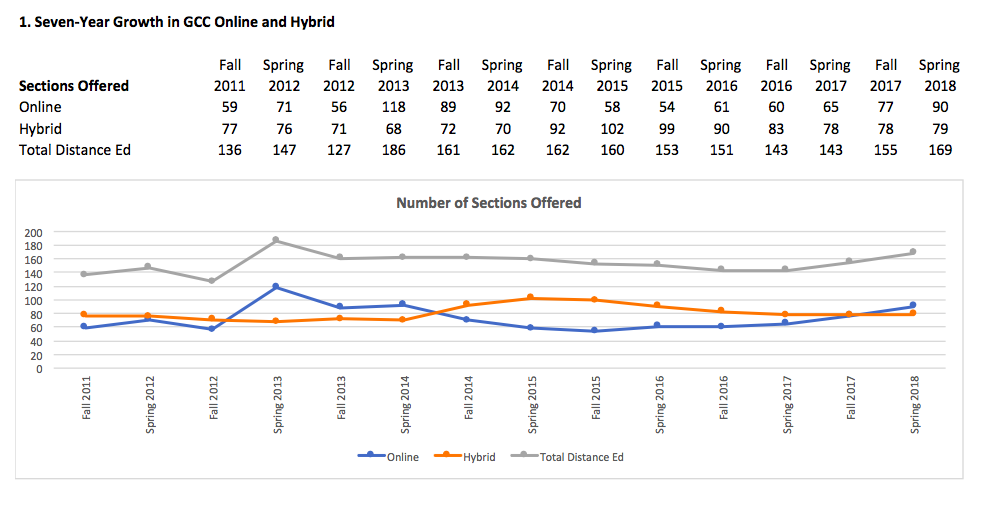 1. Seven-Year Growth in GCC Online and Hybrid
Fall Spring Fall Spring Fall Spring Fall Spring Fall Spring Fall Spring Fall Spring
Sections Offered 2011 2012 2012 2013 2013 2014 2014 2015 2015 2016 2016 2017 2017 2018
Online 59 71 56 118 89 92 70 58 54 61 60 65 77 90
Hybrid 77 76 71 68 72 70 92 102 99 90 83 78 78 79
Total Distance Ed 136 147 127 186 161 162 162 160 153 151 143 143 155 169
Number of Sections Offered
200
180
160
140
120
100
80
60
40
20
0
Fall 2011
Spring 2012
Fall 2012
Spring 2013
Fall 2013
Spring 2014
Fall 2014
Spring 2015
Fall 2015
Spring 2016
Fall 2016
Spring 2017
Fall 2017
Spring 2018
Online Hybrid Total Distance Ed